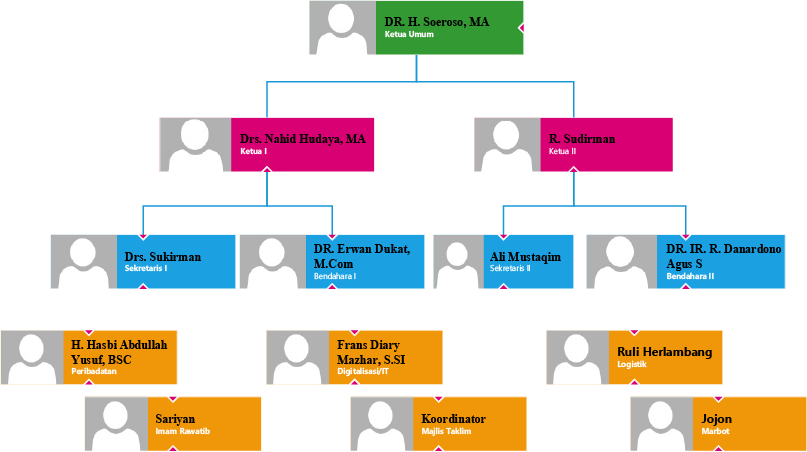 DR. H. Soeroso, MA
Ketua Umum
Drs. Nahid Hudaya, MA
Ketua I
R. Sudirman
Ketua II
Drs. Sukirman
Sekretaris I
DR. Erwan Dukat,
M.Com
Bendahara I
Ali Mustaqim
Sekretaris II
DR. IR. R. Danardono
Agus S
Bendahara II
H. Hasbi Abdullah
Yusuf, BSC
Peribadatan
Frans Diary
Mazhar, S.SI
Digitalisasi/IT
Ruli Herlambang
Logistik
Sariyan
Imam Rawatib
Koordinator
Majlis Taklim
Jojon
Marbot